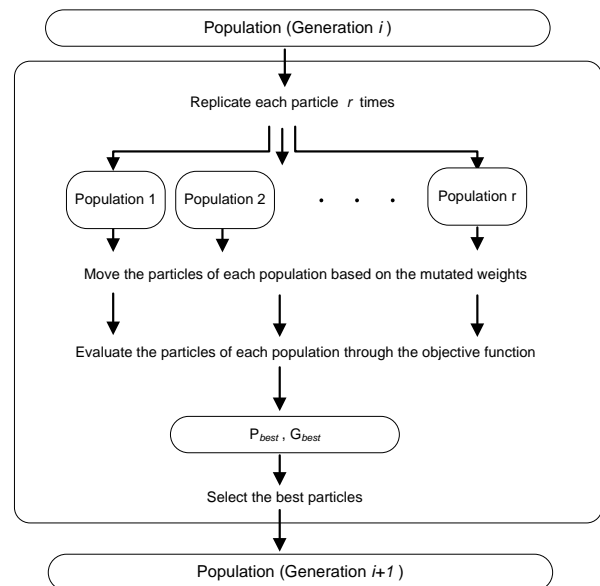 Population (Generation i )
Replicate each particle r times
Population 1 Population 2 . . . Population r
Move the particles of each population based on the mutated weights
Evaluate the particles of each population through the objective function
Pbest , Gbest
Select the best particles
Population (Generation i+1 )